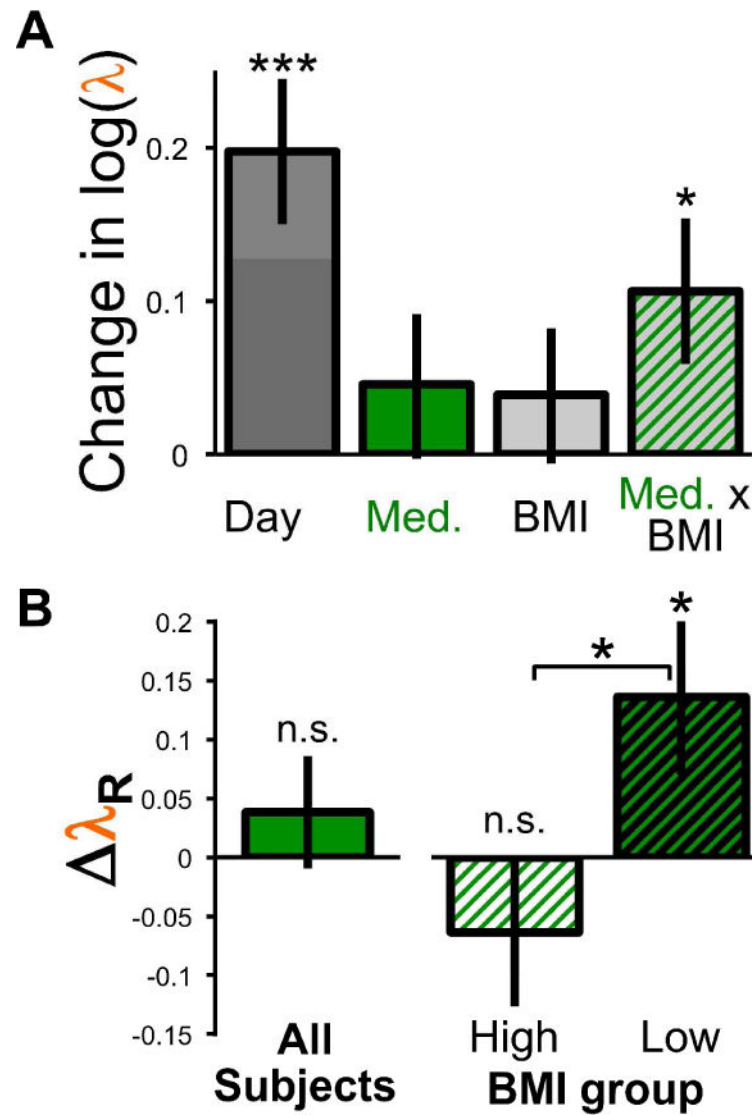 A
Change in log(λ)
0.2
0.1
0
***
*
Day
Med.
BMI
Med. x
BMI
B
ΔλR
0.2
0.15
0.1
0.05
0
-0.05
-0.1
-0.15
n.s.
n.s.
*
*
All
Subjects
High
Low
BMI group